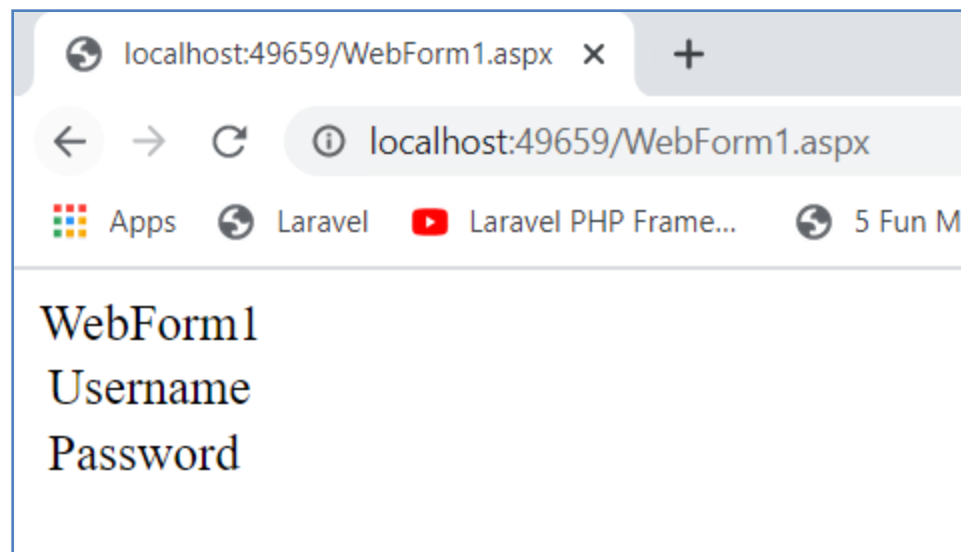 localhost:49659/WebForm1.aspx
localhost:49659/WebForm1.aspx
Apps Laravel Laravel PHP Frame... 5 Fun M
WebForm1
Username
Password